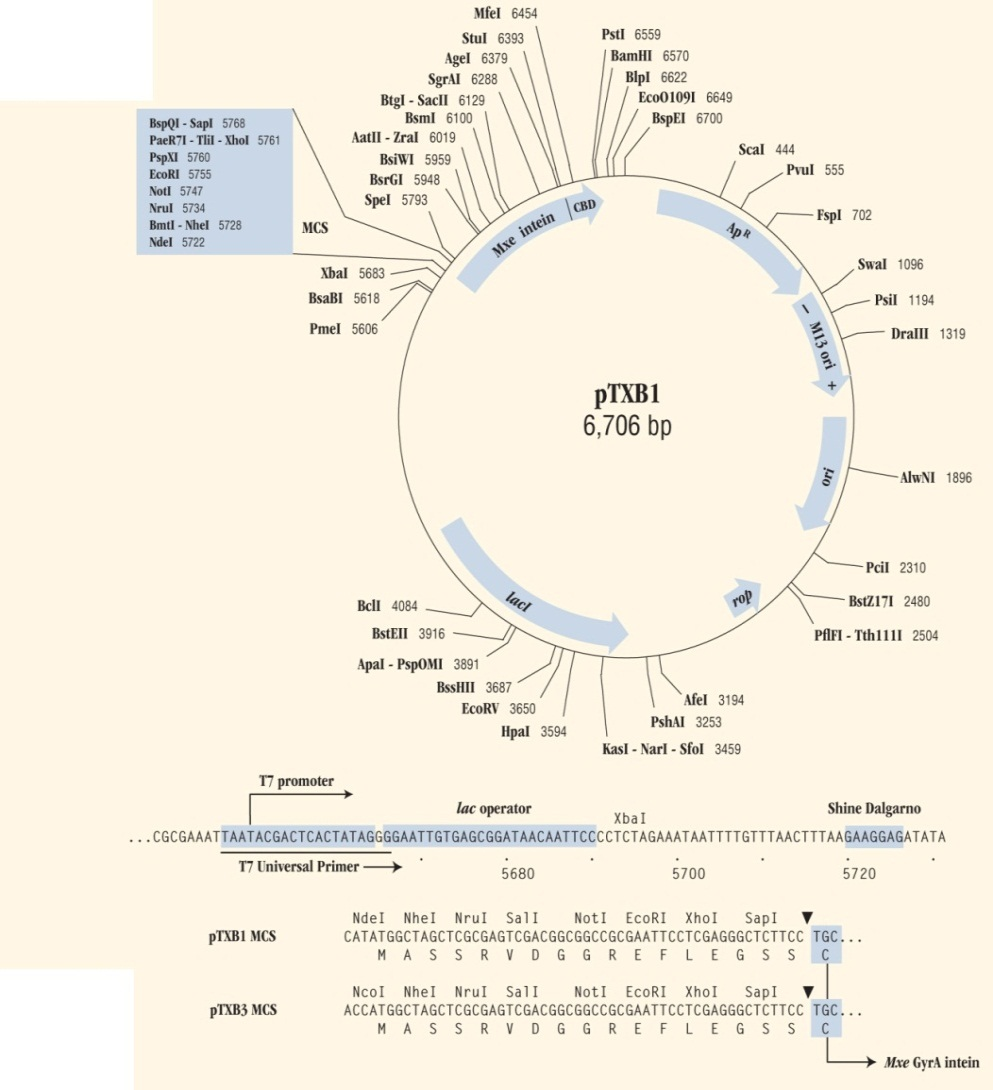 MfeI 6454
StuI 6393
AgeI 6379
SgrAI 6288
BtgI - SacII 6129
BsmI 6100
AatII - ZraI 6019
BsiWI 5959
BsrGI 5948
SpeI 5793
PstI 6559
BamHI 6570
BlpI 6622
EcoO109I 6649
BspEI 6700
ScaI 444
PvuI 555
FspI 702
SwaI 1096
PsiI 1194
DraIII 1319
AlwNI 1896
PciI 2310
BstZ17I 2480
PflFI - Tth111I 2504
AfeI 3194
PshAI 3253
KasI - NarI - SfoI 3459
HpaI 3594
EcoRV 3650
BssHII 3687
ApaI - PspOMI 3891
BstEII 3916
BclI 4084
PmeI 5606
BsaBI 5618
XbaI 5683
MCS
BspQI - SapI 5768
PaeR7I - TliI - XhoI 5761
PspXI 5760
EcoRI 5755
NotI 5747
NruI 5734
BmtI - NheI 5728
NdeI 5722
Mxe intein
CBD
ApR
– M13 ori +
ori
rop
lacI
pTXB1
6,706 bp
T7 promoter
lac operator
XbaI
Shine Dalgarno
...CGCGAAATTAATACGACTCACTATAGGGGAATTGTGAGCGGATAACAATTCCCCTCTAGAAATAATTTTGTTTAACTTTAAGAAGGAGATATA
T7 Universal Primer
5680 5700 5720
NdeI NheI NruI SalI NotI EcoRI XhoI SapI
pTXB1 MCS CATATGGCTAGCTCGCGAGTCGACGGCGGCCGCGAATTCCTCGAGGGCTCTTCC TGC...
M A S S R V D G G R E F L E G S S C
NcoI NheI NruI SalI NotI EcoRI XhoI SapI
pTXB3 MCS ACCATGGCTAGCTCGCGAGTCGACGGCGGCCGCGAATTCCTCGAGGGCTCTTCC TGC...
M A S S R V D G G R E F L E G S S C
Mxe GyrA intein